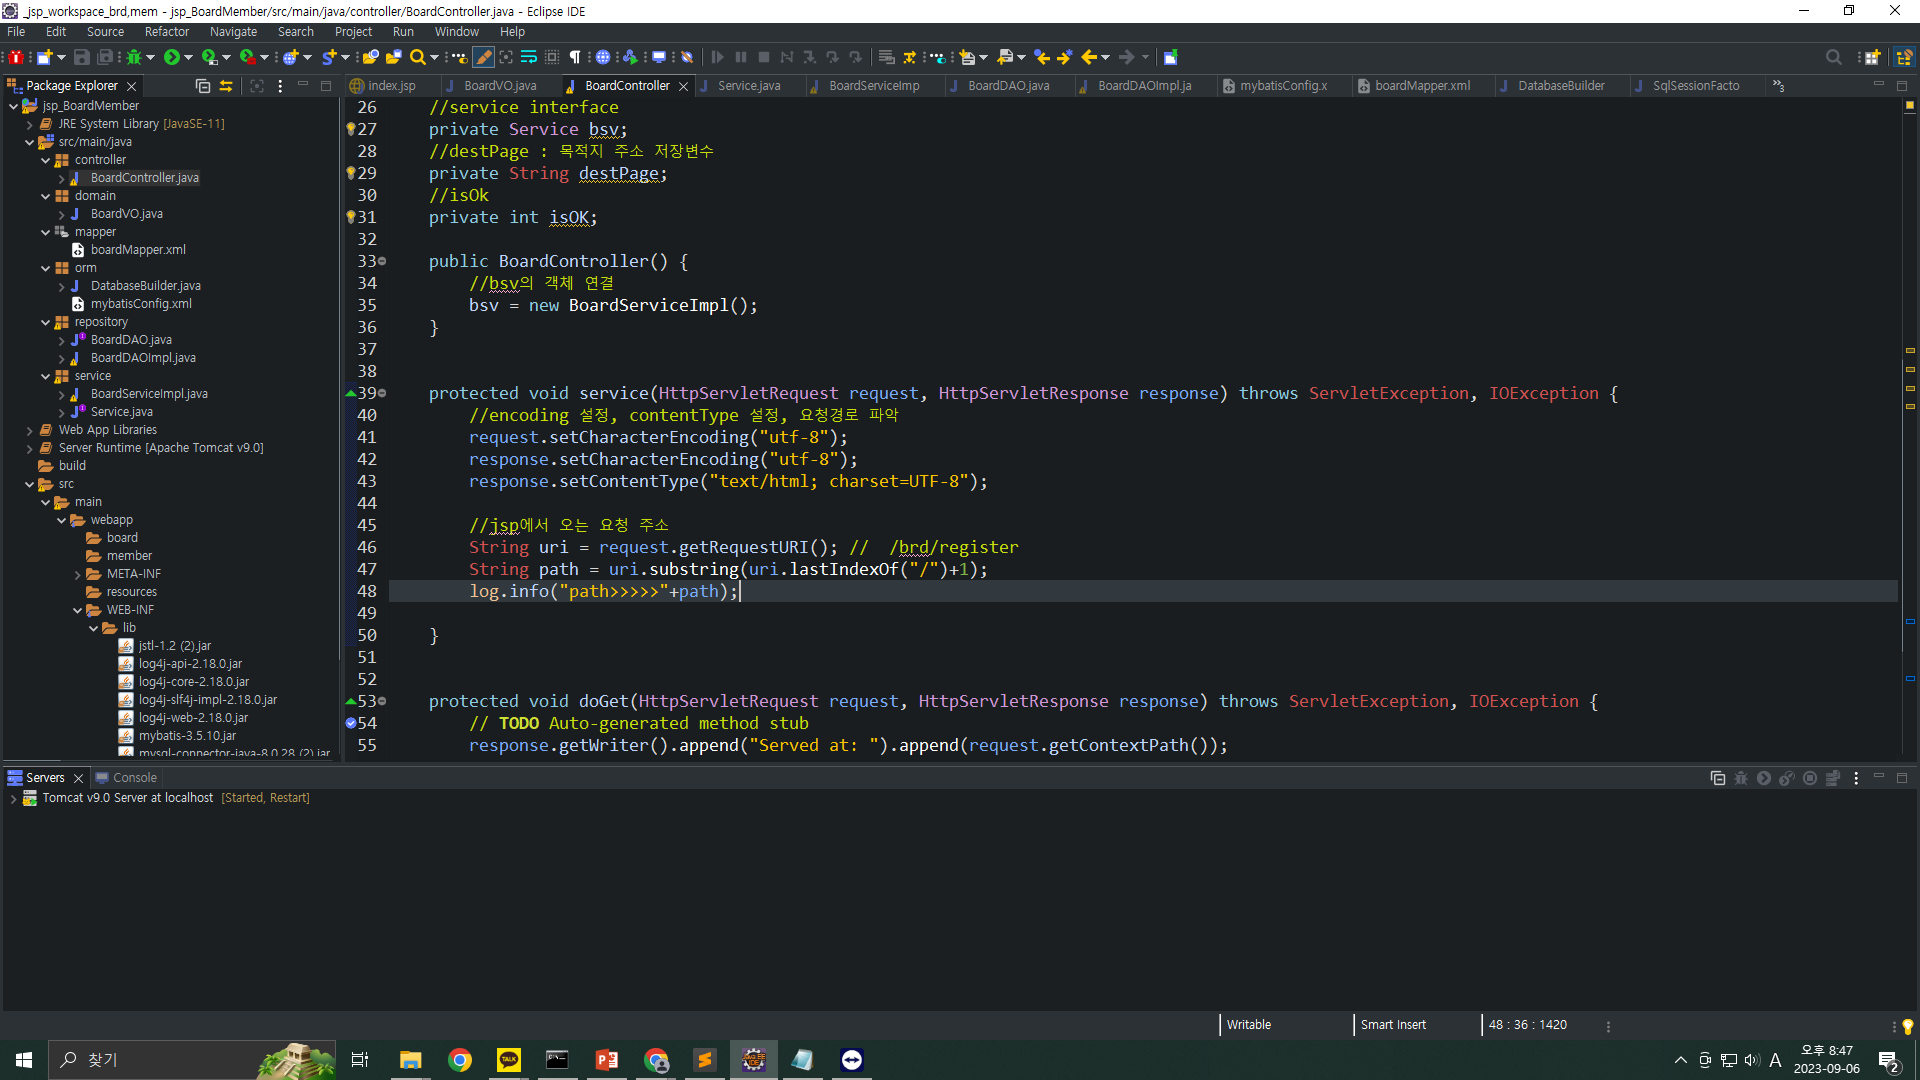 _jsp_workspace_brd,mem - jsp_BoardMember/src/main/java/controller/BoardController.java - Eclipse IDE
File Edit Source Refactor Navigate Search Project Run Window Help
Package Explorer
index.jsp BoardVO.java BoardController Service.java BoardServiceImp BoardDAO.java BoardDAOImpl.ja mybatisConfig.x boardMapper.xml DatabaseBuilder SqlSessionFacto »3
jsp_BoardMember
JRE System Library [JavaSE-11]
src/main/java
controller
BoardController.java
domain
BoardVO.java
mapper
boardMapper.xml
orm
DatabaseBuilder.java
mybatisConfig.xml
repository
BoardDAO.java
BoardDAOImpl.java
service
BoardServiceImpl.java
Service.java
Web App Libraries
Server Runtime [Apache Tomcat v9.0]
build
src
main
webapp
board
member
META-INF
resources
WEB-INF
lib
jstl-1.2 (2).jar
log4j-api-2.18.0.jar
log4j-core-2.18.0.jar
log4j-slf4j-impl-2.18.0.jar
log4j-web-2.18.0.jar
mybatis-3.5.10.jar
mysql-connector-java-8.0.28 (2).jar
26 //service interface
27 private Service bsv;
28 //destPage : 목적지 주소 저장변수
29 private String destPage;
30 //isOk
31 private int isOK;
32
33 public BoardController() {
34 //bsv의 객체 연결
35 bsv = new BoardServiceImpl();
36 }
37
38
39 protected void service(HttpServletRequest request, HttpServletResponse response) throws ServletException, IOException {
40 //encoding 설정, contentType 설정, 요청경로 파악
41 request.setCharacterEncoding("utf-8");
42 response.setCharacterEncoding("utf-8");
43 response.setContentType("text/html; charset=UTF-8");
44
45 //jsp에서 오는 요청 주소
46 String uri = request.getRequestURI(); //  /brd/register
47 String path = uri.substring(uri.lastIndexOf("/")+1);
48 log.info("path>>>>>"+path);
49
50 }
51
52
53 protected void doGet(HttpServletRequest request, HttpServletResponse response) throws ServletException, IOException {
54 // TODO Auto-generated method stub
55 response.getWriter().append("Served at: ").append(request.getContextPath());
Servers Console
Tomcat v9.0 Server at localhost [Started, Restart]
Writable Smart Insert 48 : 36 : 1420
찾기
TALK
A
오후 8:47
2023-09-06
2